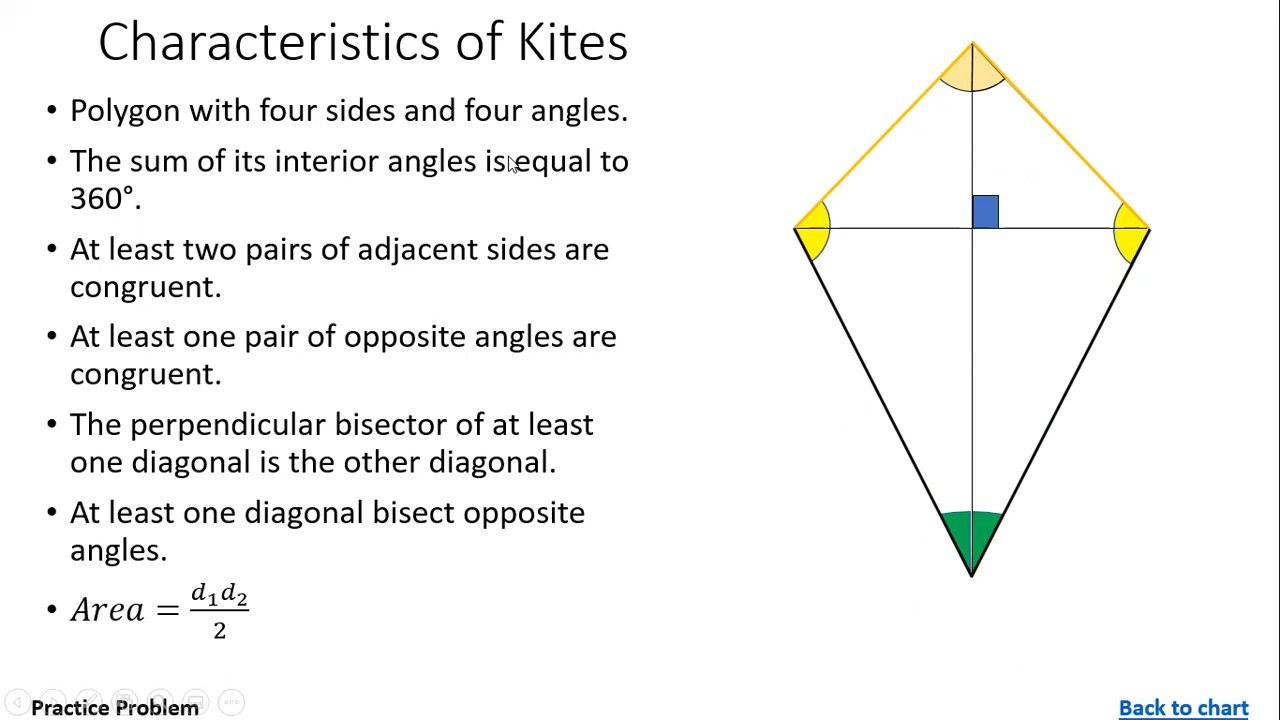 Characteristics of Kites
• Polygon with four sides and four angles.
• The sum of its interior angles is equal to
360°.
• At least two pairs of adjacent sides are
congruent.
• At least one pair of opposite angles are
congruent.
• The perpendicular bisector of at least
one diagonal is the other diagonal.
• At least one diagonal bisect opposite
angles.
• Area = d₁d₂/2
Practice Problem
Back to chart